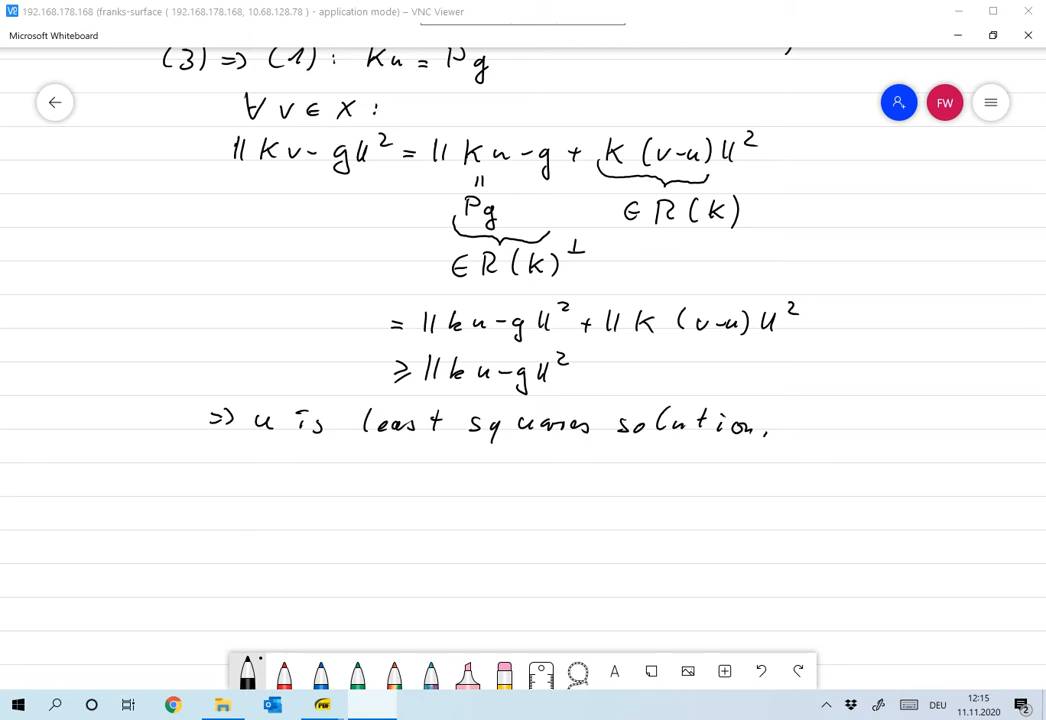 192.168.178.168 (franks-surface ( 192.168.178.168, 10.68.128.78 ) - application mode) – VNC Viewer
Microsoft Whiteboard
(3) => (1) : Ku = Pg
FW
∀ v ∈ X :
||Kv-g||² = ||Ku-g + K(v-u)||²
=
Pg ∈ R(K)
∈ R(K)^⊥
= ||Ku-g||² + ||K(v-u)||²
≥ ||Ku-g||²
=> u is least squares solution.
A
DEU
12:15
11.11.2020
2